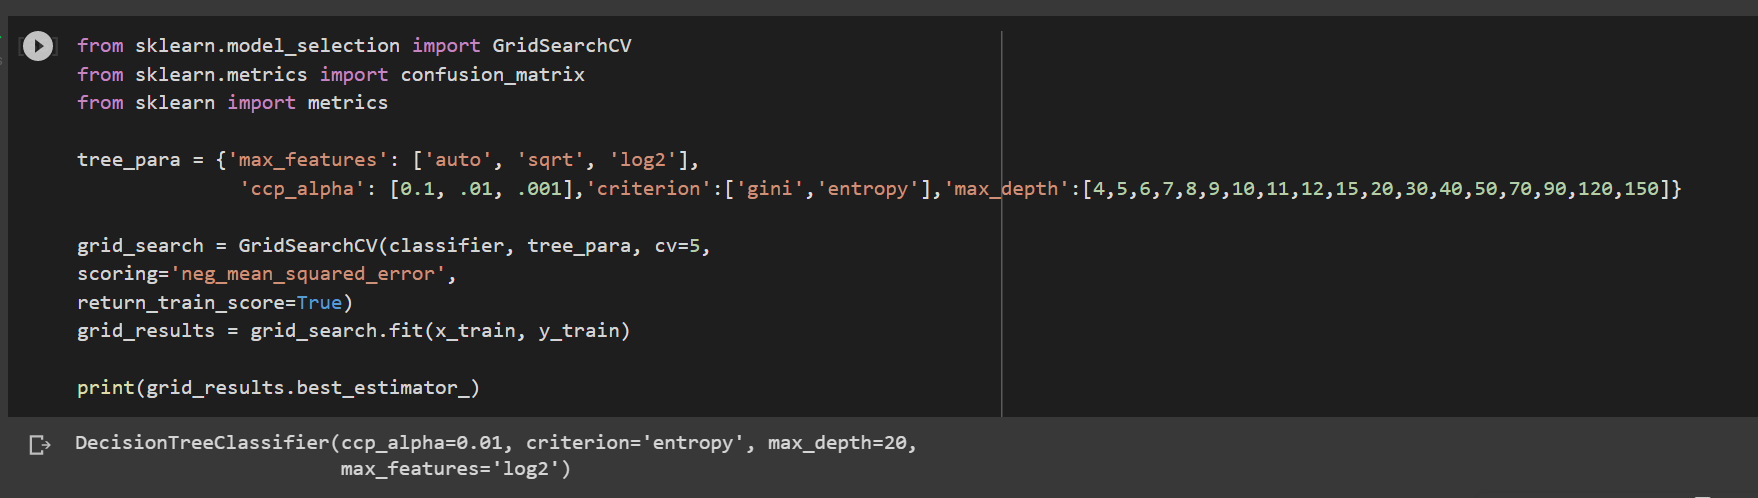 from sklearn.model_selection import GridSearchCV
from sklearn.metrics import confusion_matrix
from sklearn import metrics
tree_para = {'max_features': ['auto', 'sqrt', 'log2'],
'ccp_alpha': [0.1, .01, .001],'criterion':['gini','entropy'],'max_depth':[4,5,6,7,8,9,10,11,12,15,20,30,40,50,70,90,120,150]}
grid_search = GridSearchCV(classifier, tree_para, cv=5,
scoring='neg_mean_squared_error',
return_train_score=True)
grid_results = grid_search.fit(x_train, y_train)
print(grid_results.best_estimator_)
DecisionTreeClassifier(ccp_alpha=0.01, criterion='entropy', max_depth=20,
max_features='log2')